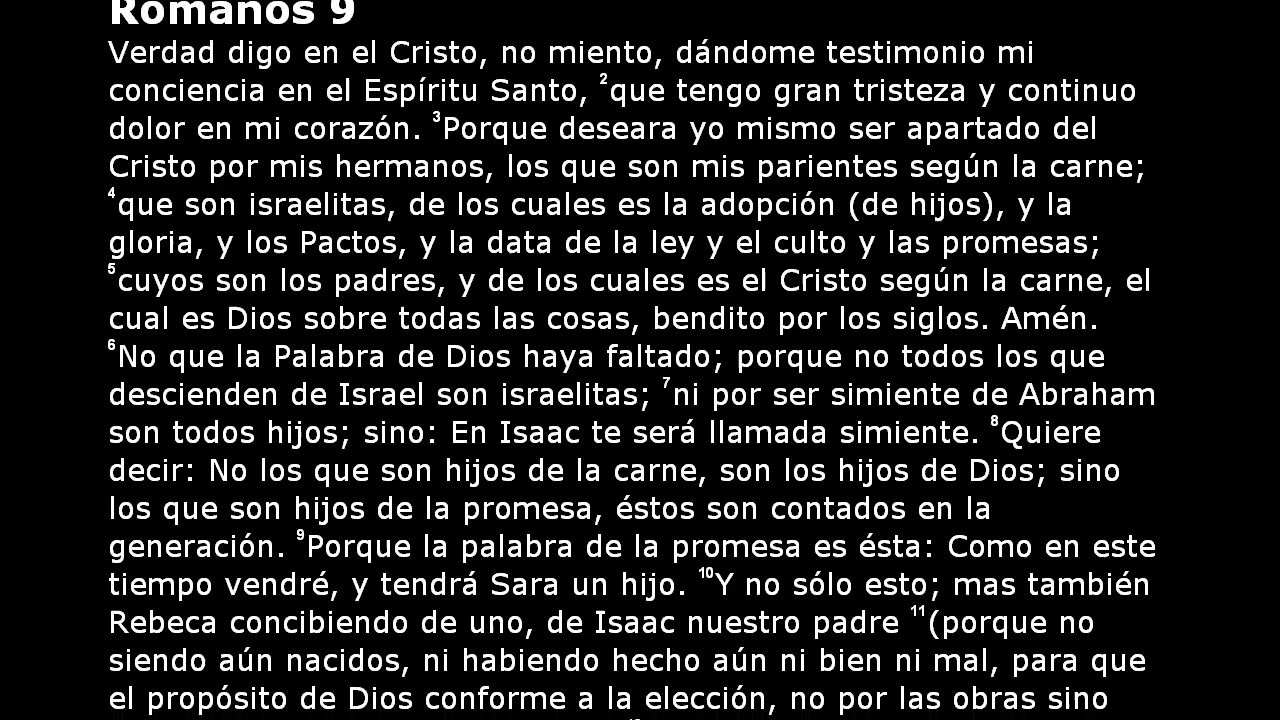 Romanos 9
Verdad digo en el Cristo, no miento, dándome testimonio mi
conciencia en el Espíritu Santo, ²que tengo gran tristeza y continuo
dolor en mi corazón. ³Porque deseara yo mismo ser apartado del
Cristo por mis hermanos, los que son mis parientes según la carne;
⁴que son israelitas, de los cuales es la adopción (de hijos), y la
gloria, y los Pactos, y la data de la ley y el culto y las promesas;
⁵cuyos son los padres, y de los cuales es el Cristo según la carne, el
cual es Dios sobre todas las cosas, bendito por los siglos. Amén.
⁶No que la Palabra de Dios haya faltado; porque no todos los que
descienden de Israel son israelitas; ⁷ni por ser simiente de Abraham
son todos hijos; sino: En Isaac te será llamada simiente. ⁸Quiere
decir: No los que son hijos de la carne, son los hijos de Dios; sino
los que son hijos de la promesa, éstos son contados en la
generación. ⁹Porque la palabra de la promesa es ésta: Como en este
tiempo vendré, y tendrá Sara un hijo. ¹⁰Y no sólo esto; mas también
Rebeca concibiendo de uno, de Isaac nuestro padre ¹¹(porque no
siendo aún nacidos, ni habiendo hecho aún ni bien ni mal, para que
el propósito de Dios conforme a la elección, no por las obras sino